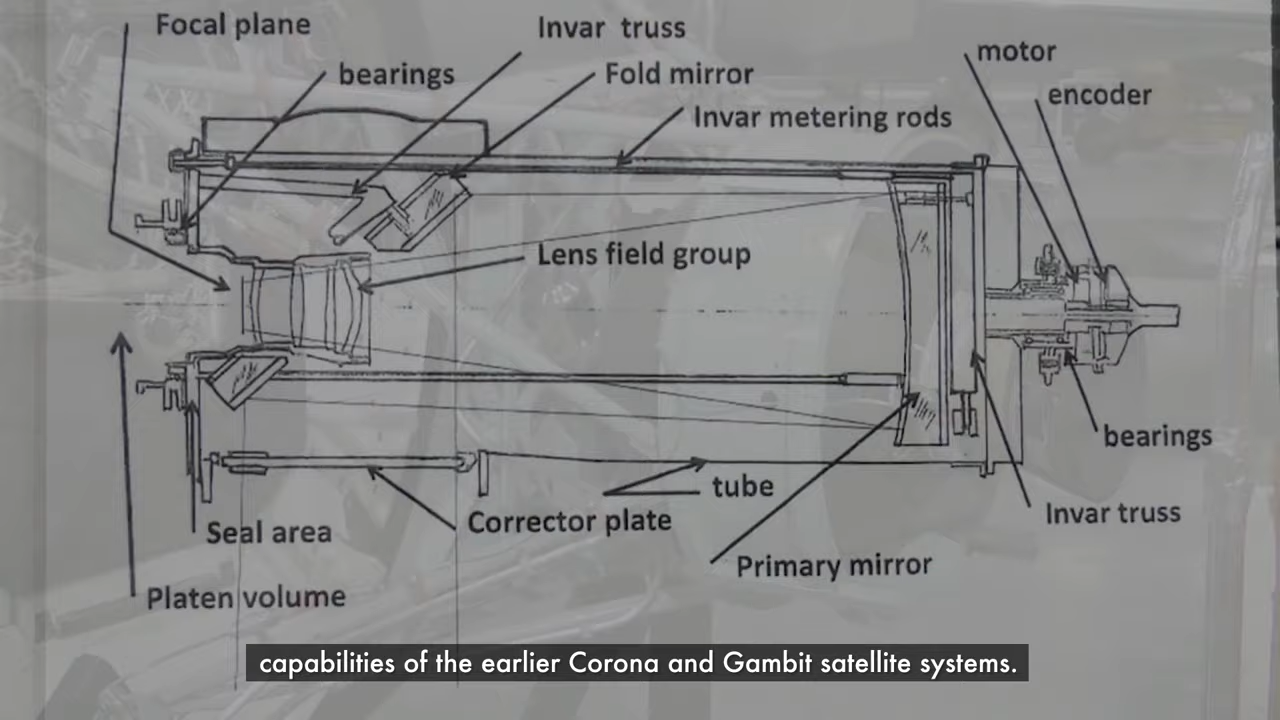 Focal plane
Invar truss
motor
bearings
Fold mirror
encoder
Invar metering rods
Lens field group
bearings
tube
Invar truss
Corrector plate
Seal area
Primary mirror
Platen volume
capabilities of the earlier Corona and Gambit satellite systems.